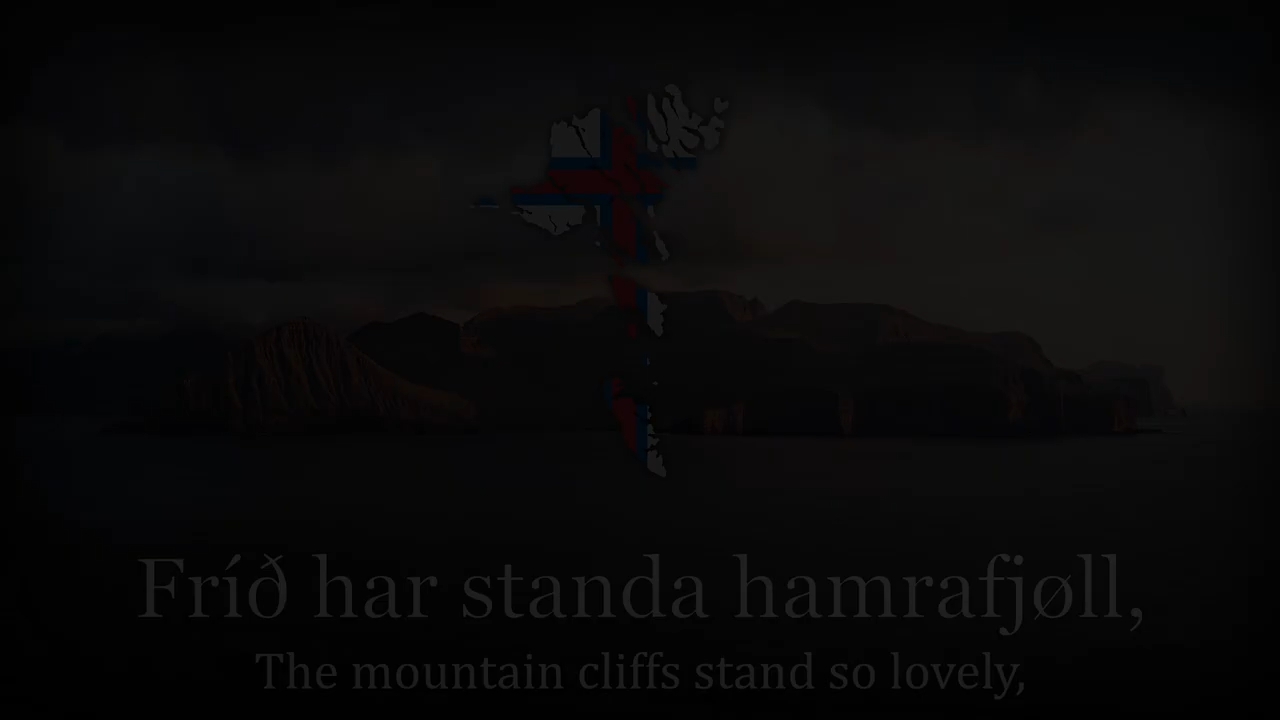 Fríð har standa hamrafjøll,
The mountain cliffs stand so lovely,